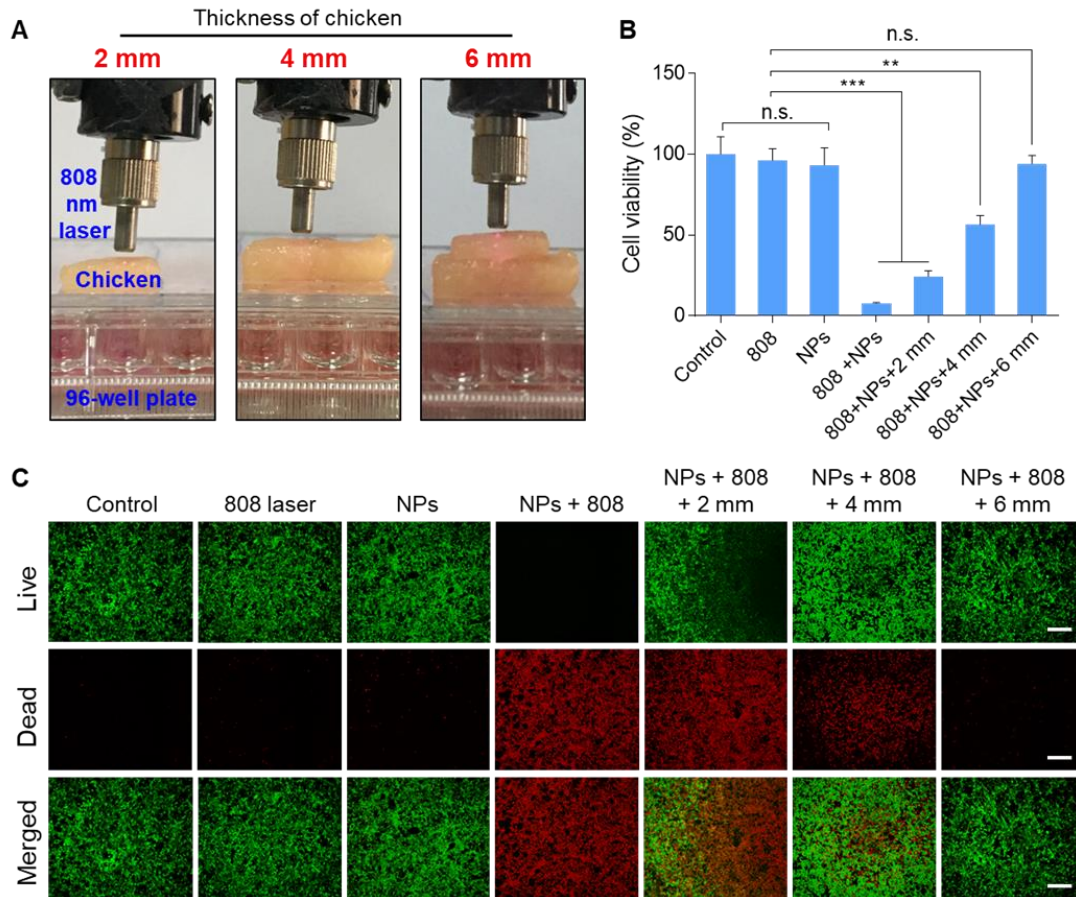 Thickness of chicken
A
2 mm
4 mm
6 mm
808
nm
laser
Chicken
96-well plate
B
n.s.
**
***
n.s.
150
100
50
0
Cell viability (%)
Control
808
NPs
808 +NPs
808+NPs+2 mm
808+NPs+4 mm
808+NPs+6 mm
C
Control
808 laser
NPs
NPs + 808
NPs + 808
+ 2 mm
NPs + 808
+ 4 mm
NPs + 808
+ 6 mm
Live
Dead
Merged